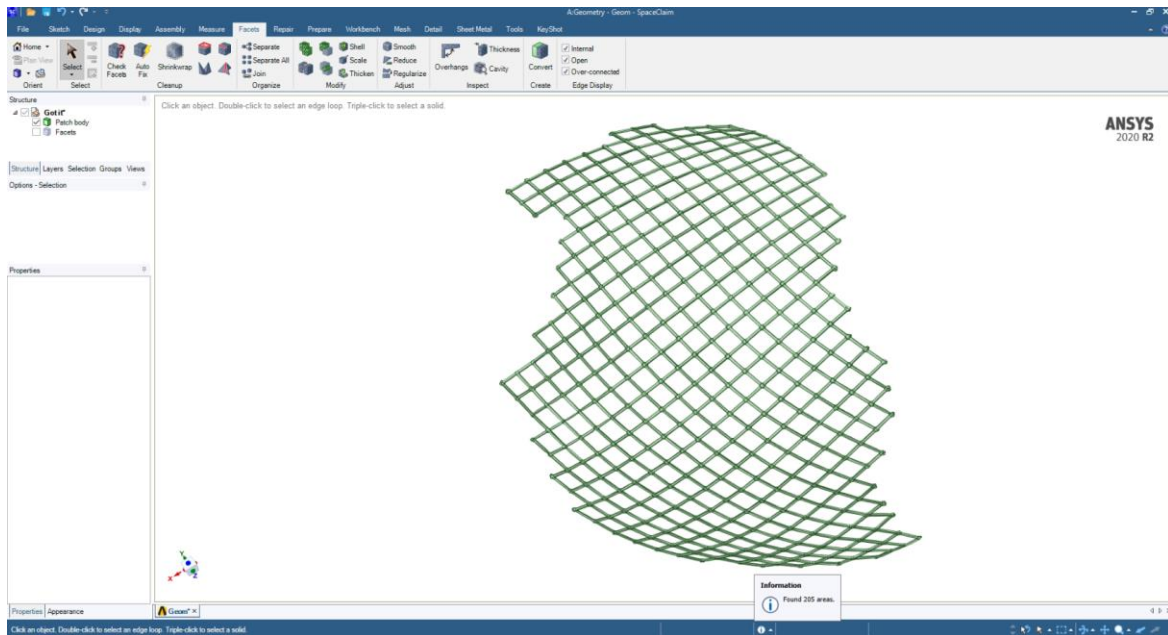 A:Geometry - Geom - SpaceClaim
File Sketch Design Display Assembly Measure Facets Repair Prepare Workbench Mesh Detail Sheet Metal Tools KeyShot
Home
Plan View
Orient
Select
Select
Check Facets
Auto Fix
Shrinkwrap
Cleanup
Separate
Separate All
Join
Organize
Shell
Scale
Thicken
Modify
Smooth
Reduce
Regularize
Adjust
Overhangs
Thickness
Cavity
Inspect
Convert
Create
Internal
Open
Over-connected
Edge Display
Structure
Got it*
Patch body
Facets
Structure Layers Selection Groups Views
Options - Selection
Properties
Click an object. Double-click to select an edge loop. Triple-click to select a solid.
ANSYS
2020 R2
Y
X
Z
Information
Found 205 areas.
Properties Appearance
Geom*
Click an object. Double-click to select an edge loop. Triple-click to select a solid.